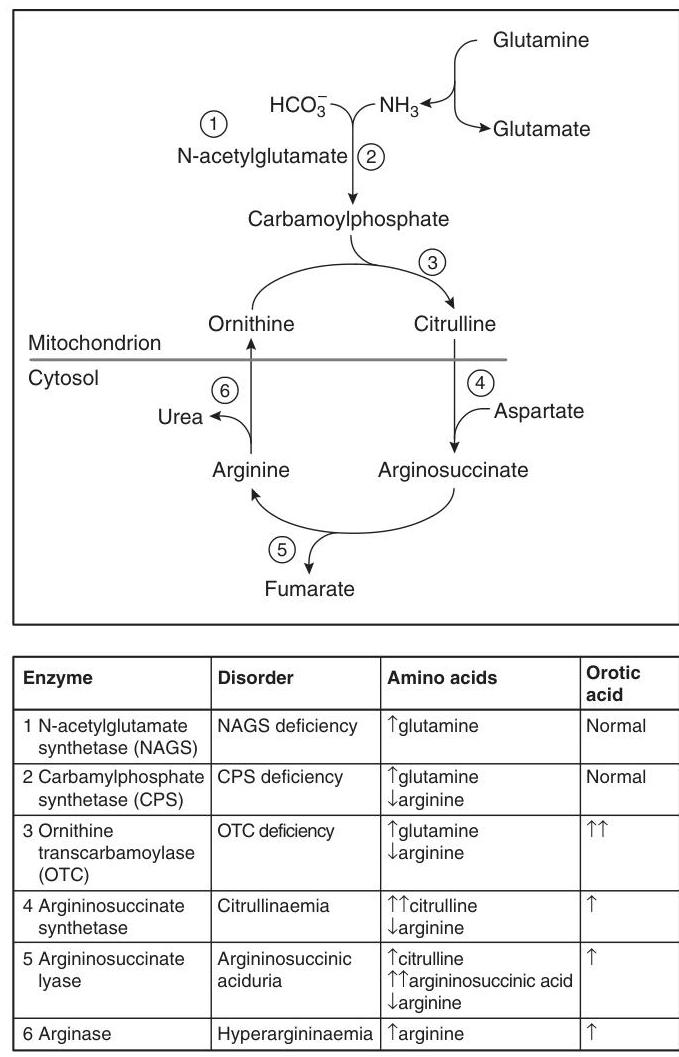 Glutamine
HCO3− NH3
Glutamate
1
N-acetylglutamate 2
Carbamoylphosphate
3
Ornithine Citrulline
Mitochondrion
Cytosol
6 4
Urea Aspartate
Arginine Arginosuccinate
5
Fumarate
Enzyme Disorder Amino acids Orotic
acid
1 N-acetylglutamate NAGS deficiency ↑glutamine Normal
synthetase (NAGS)
2 Carbamylphosphate CPS deficiency ↑glutamine Normal
synthetase (CPS) ↓arginine
3 Ornithine OTC deficiency ↑glutamine ↑↑
transcarbamoylase ↓arginine
(OTC)
4 Argininosuccinate Citrullinaemia ↑↑citrulline ↑
synthetase ↓arginine
5 Argininosuccinate Argininosuccinic ↑citrulline ↑
lyase aciduria ↑↑argininosuccinic acid
↓arginine
6 Arginase Hyperargininaemia ↑arginine ↑